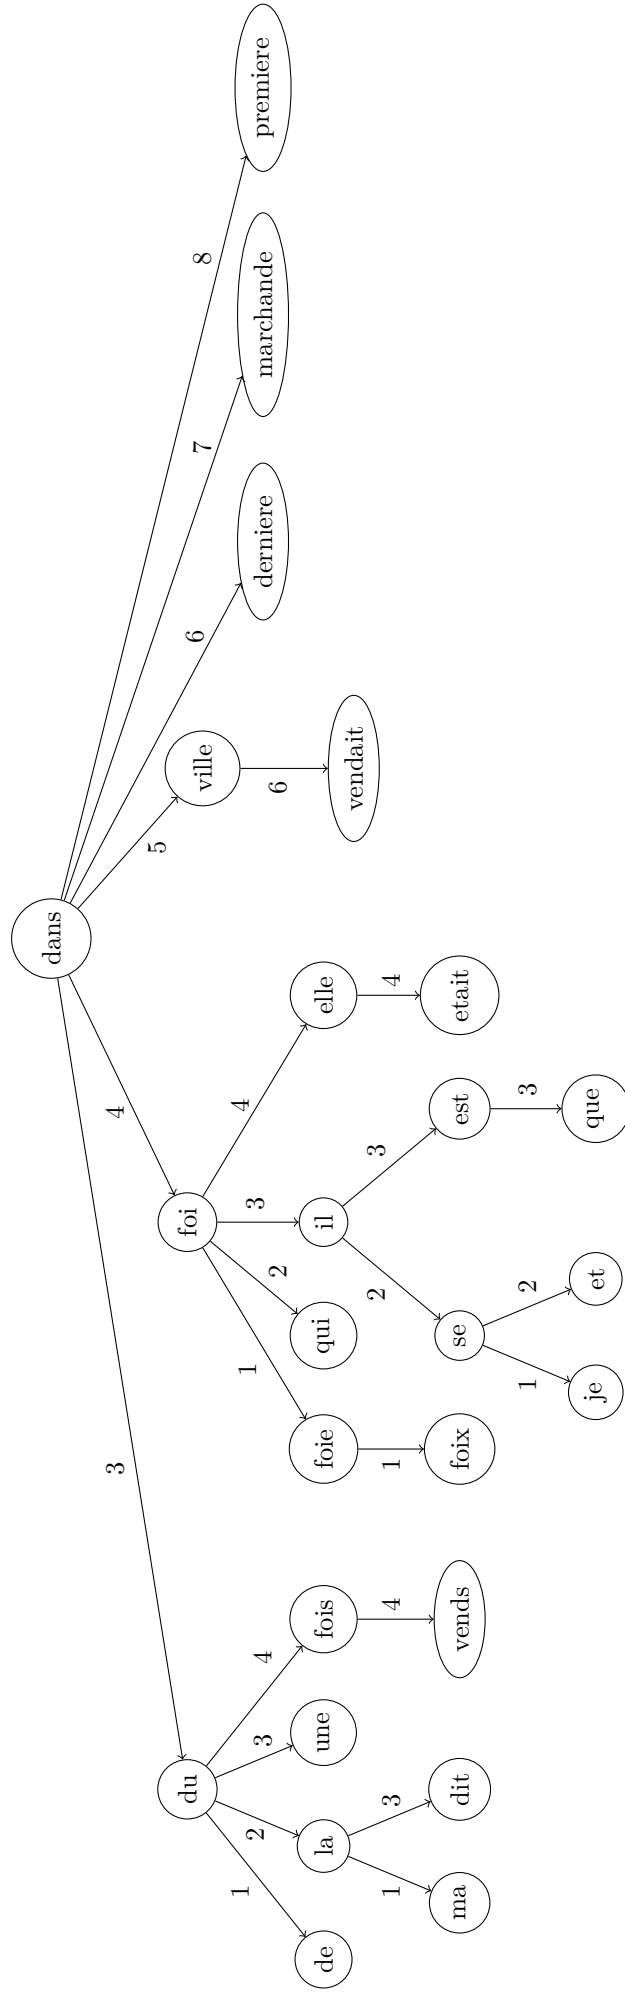 dans
3
4
5
6
7
8
du
foi
ville
derniere
marchande
premiere
1
2
3
4
1
2
3
4
6
de
la
une
fois
foie
qui
il
elle
vendait
1
3
4
1
2
3
4
ma
dit
vends
foix
se
est
etait
1
2
3
je
et
que